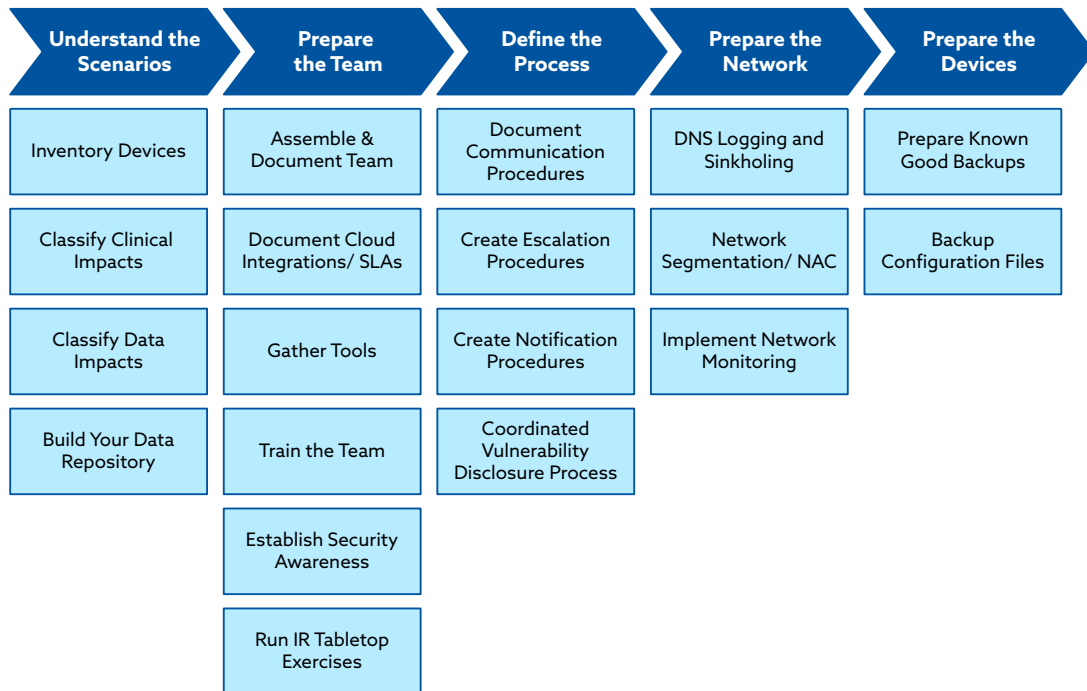 Understand the
Scenarios
Prepare
the Team
Define the
Process
Prepare the
Network
Prepare the
Devices
Inventory Devices
Classify Clinical
Impacts
Classify Data
Impacts
Build Your Data
Repository
Assemble &
Document Team
Document Cloud
Integrations/ SLAs
Gather Tools
Train the Team
Establish Security
Awareness
Run IR Tabletop
Exercises
Document
Communication
Procedures
Create Escalation
Procedures
Create Notification
Procedures
Coordinated
Vulnerability
Disclosure Process
DNS Logging and
Sinkholing
Network
Segmentation/ NAC
Implement Network
Monitoring
Prepare Known
Good Backups
Backup
Configuration Files